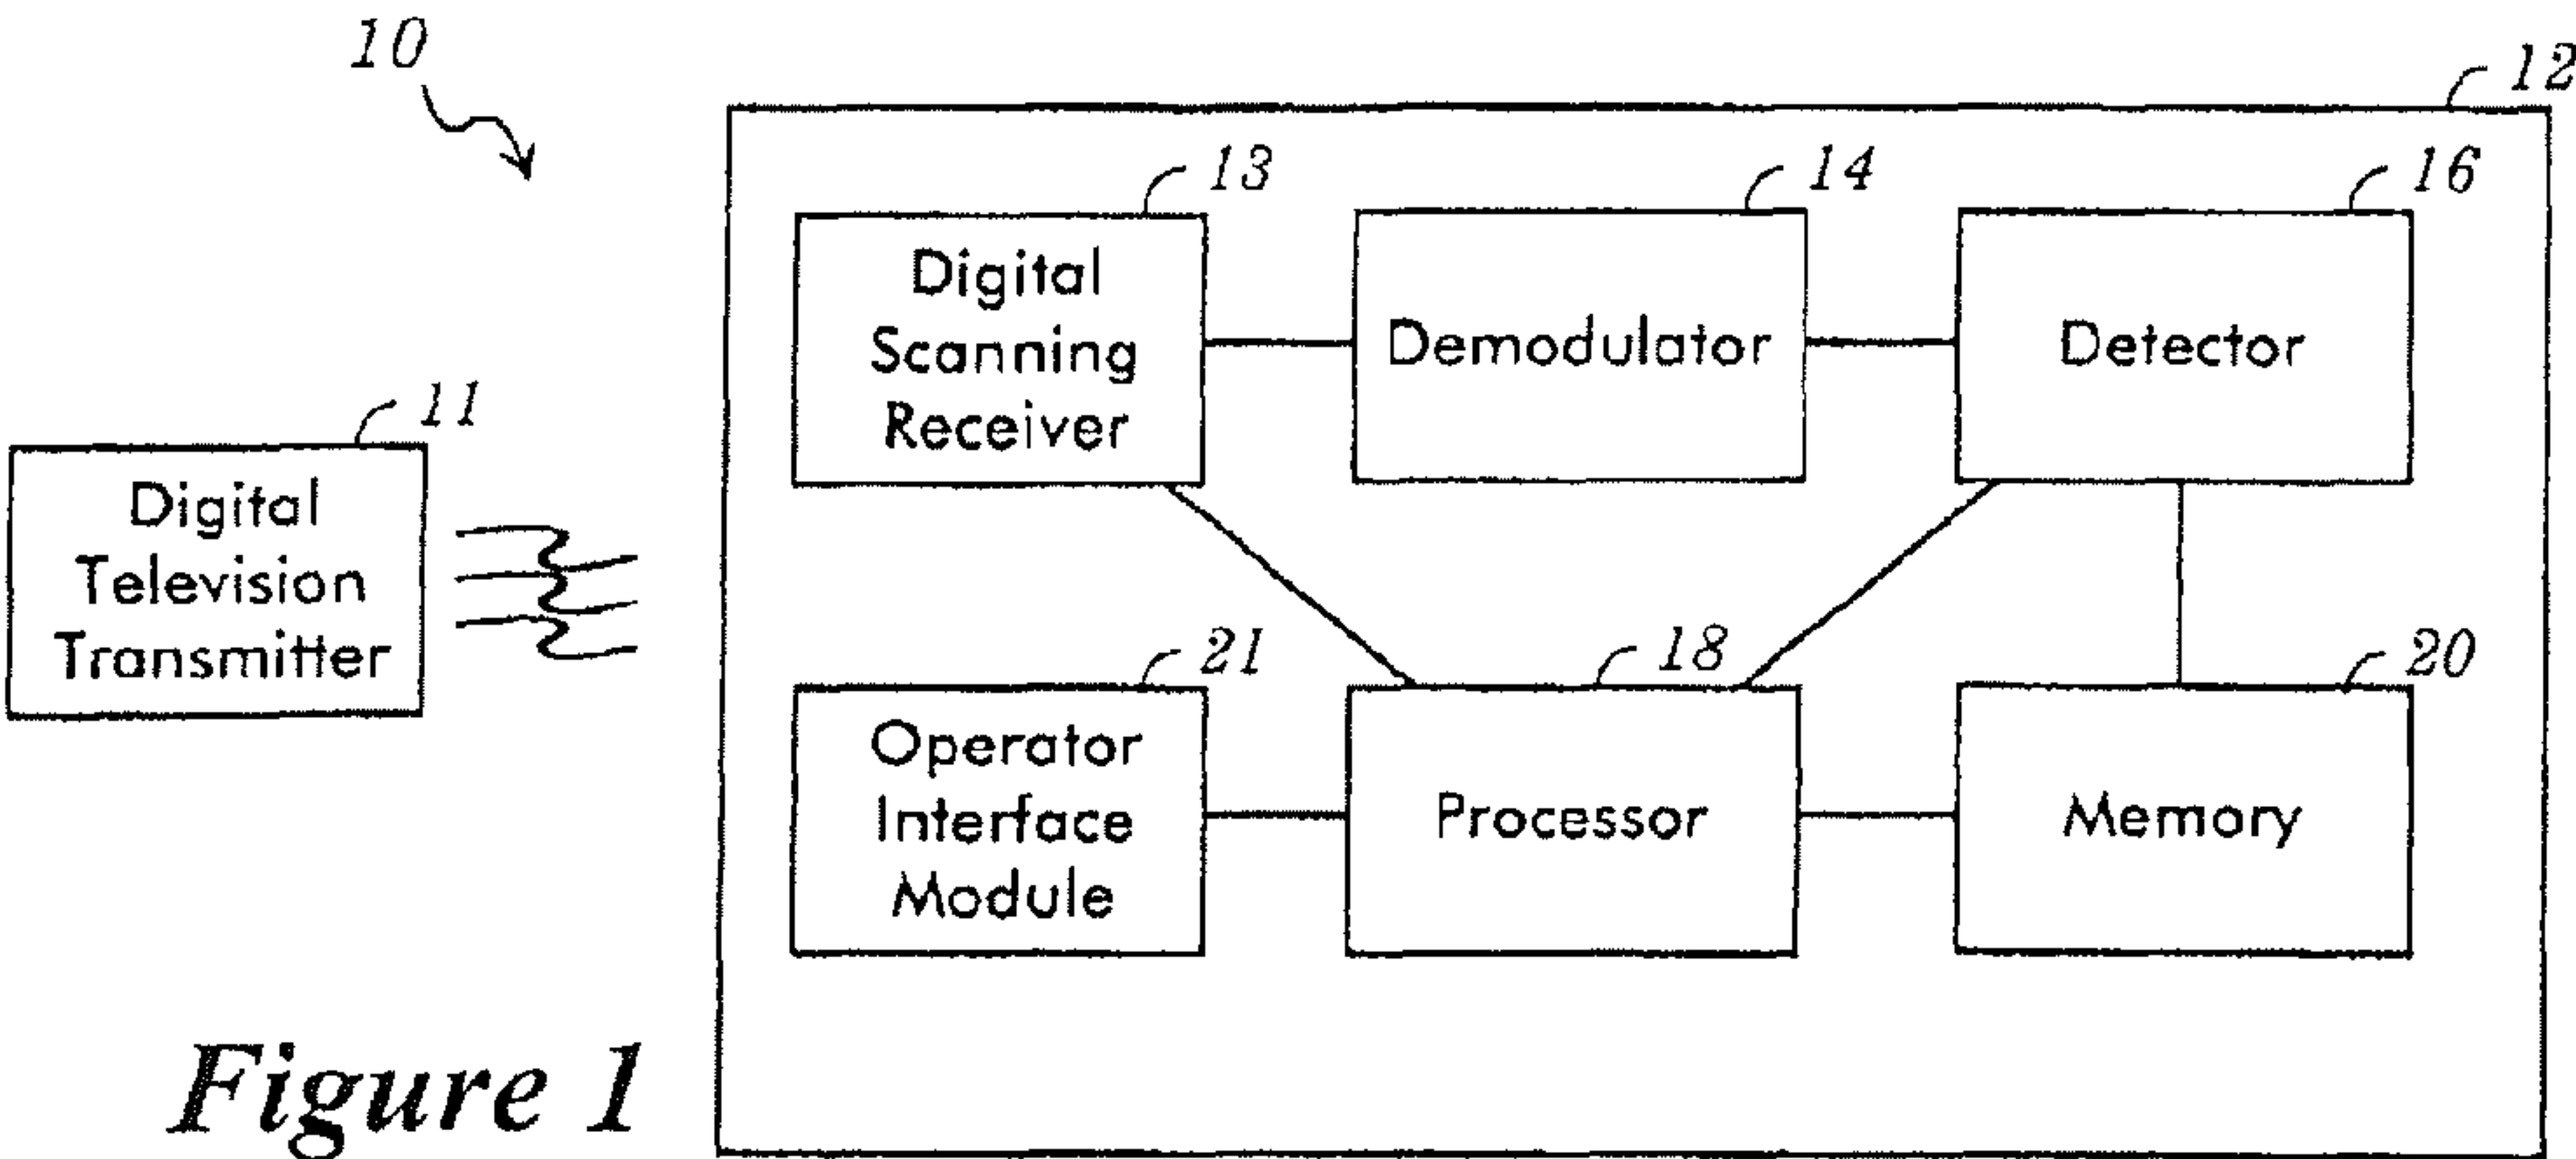 10
12
13
14
16
Digital
Scanning
Receiver
Demodulator
Detector
11
Digital
Television
Transmitter
21
18
20
Operator
Interface
Module
Processor
Memory
Figure 1